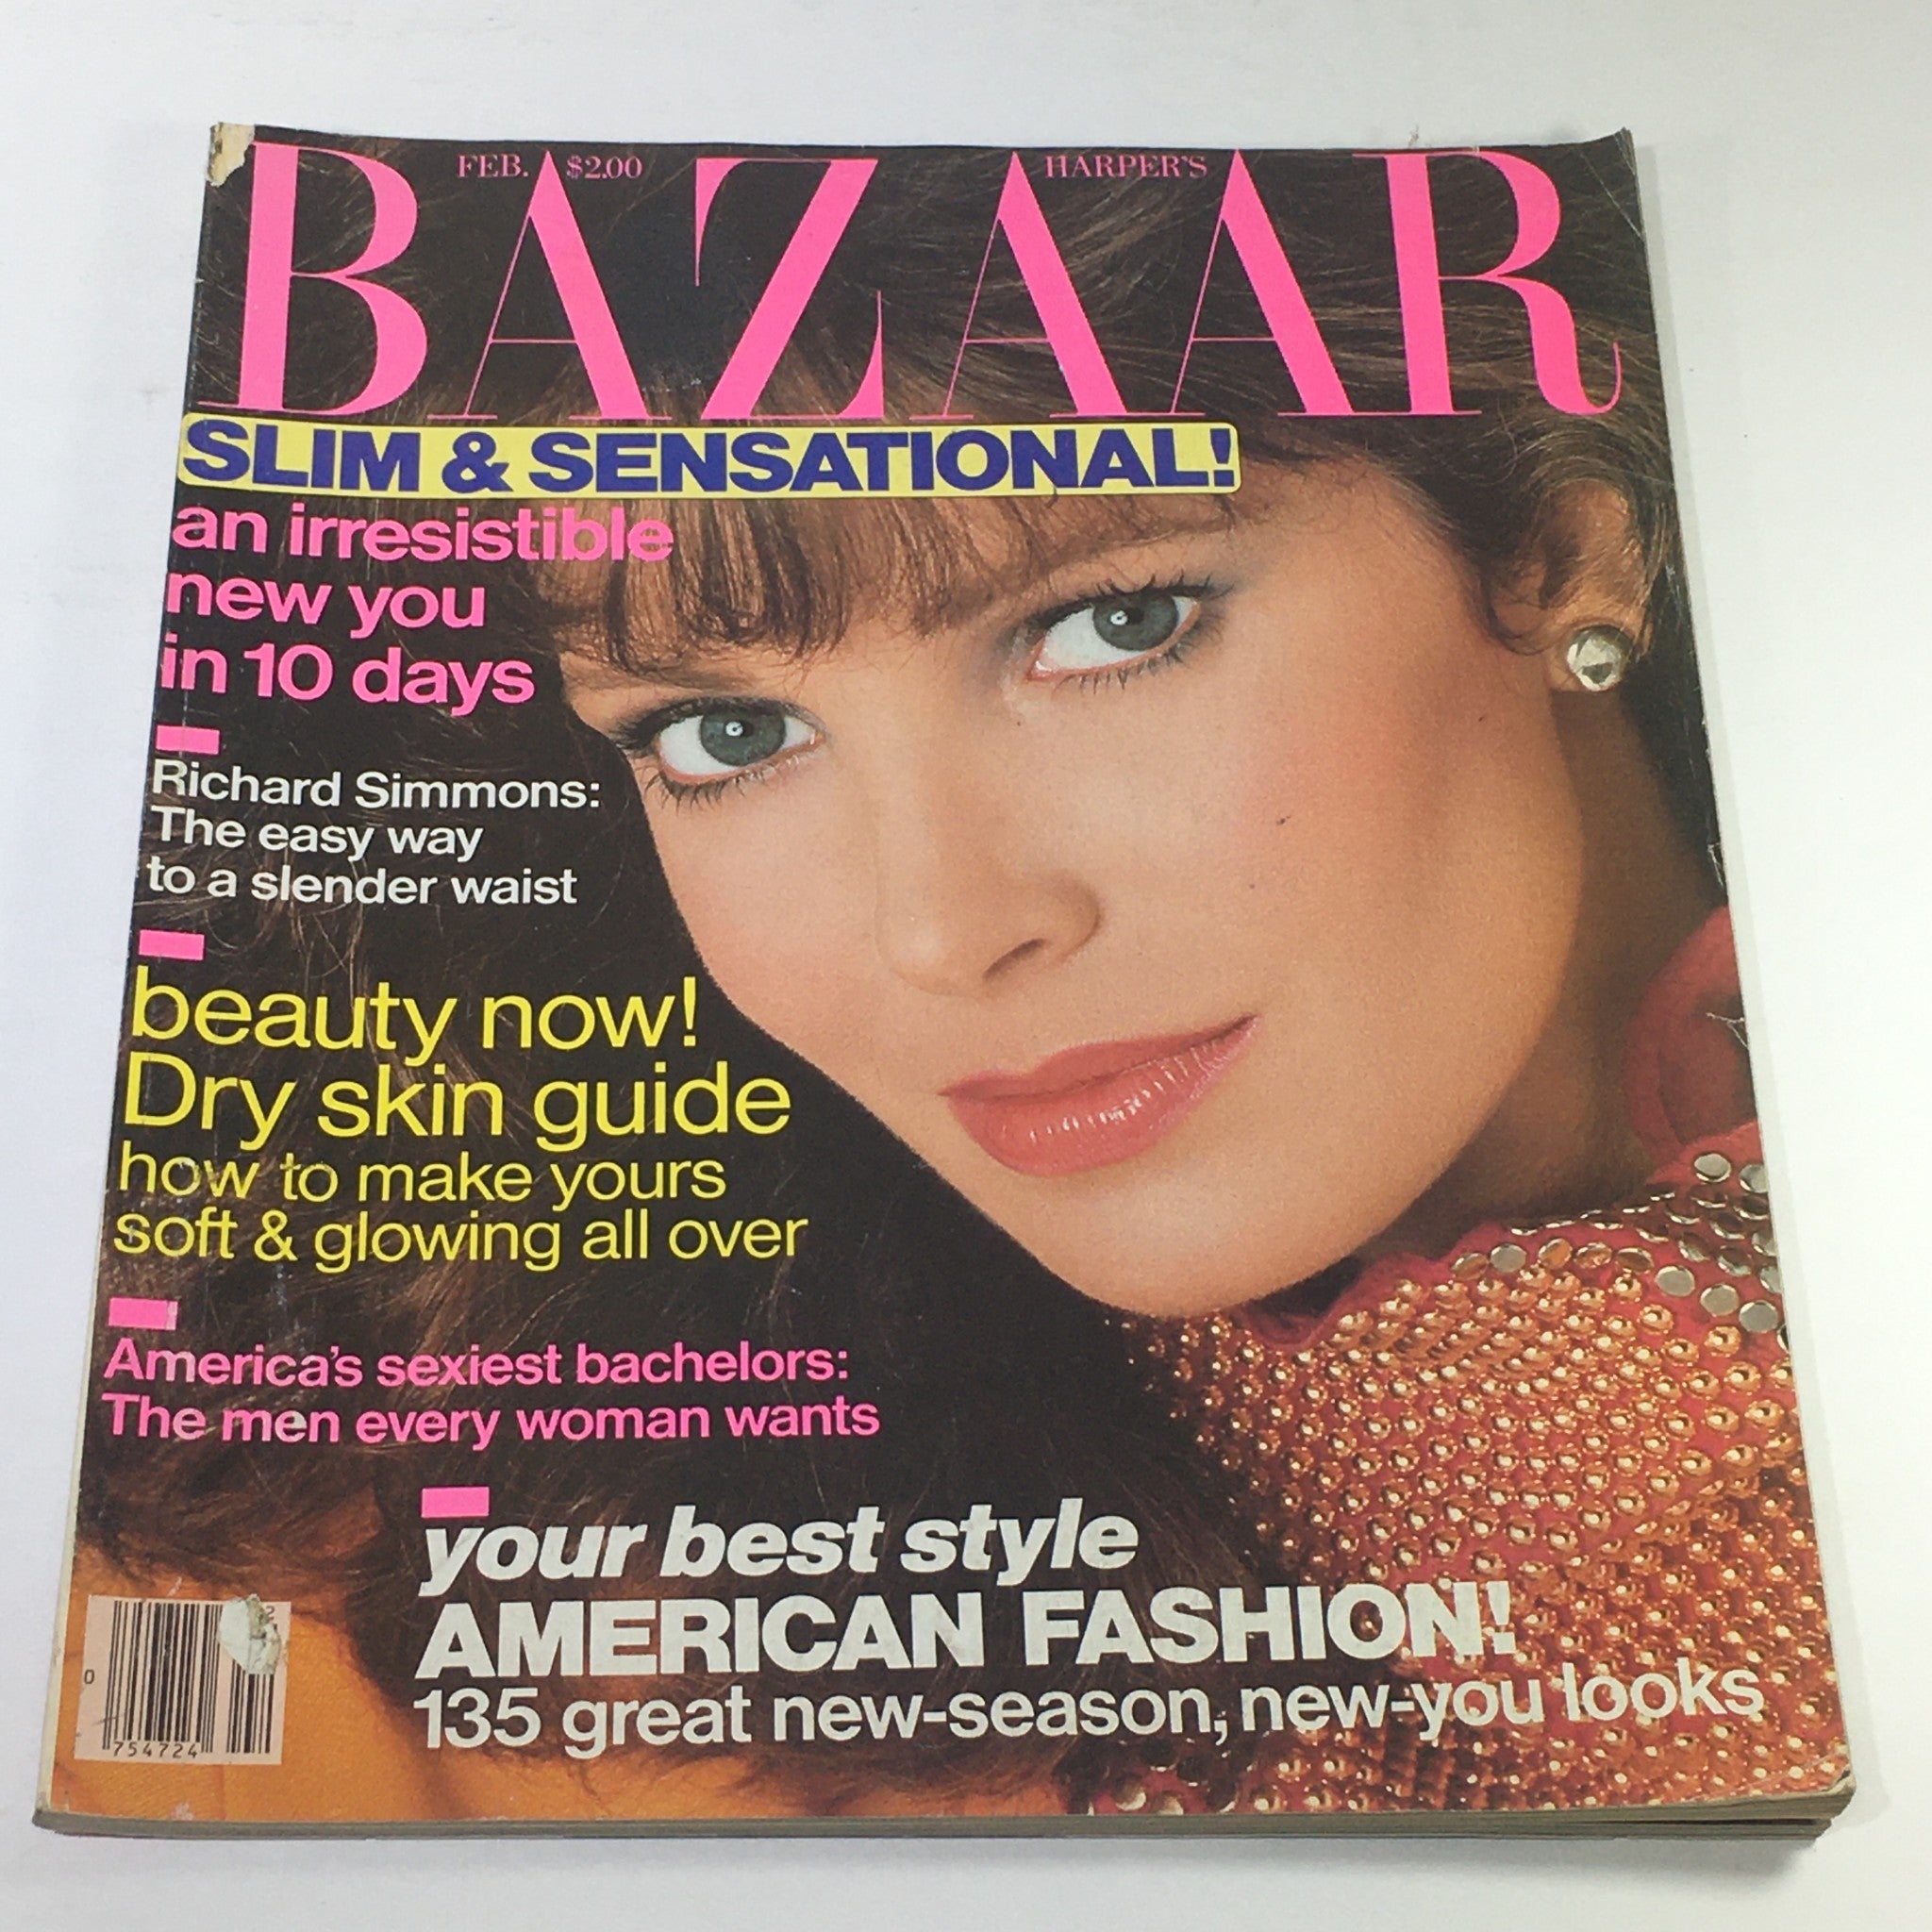 FEB. $2.00 HARPER'S
BAZAAR
SLIM & SENSATIONAL!
an irresistible
new you
in 10 days
Richard Simmons:
The easy way
to a slender waist
beauty now!
Dry skin guide
how to make yours
soft & glowing all over
America's sexiest bachelors:
The men every woman wants
your best style
AMERICAN FASHION!
135 great new-season, new-you looks
0
754724